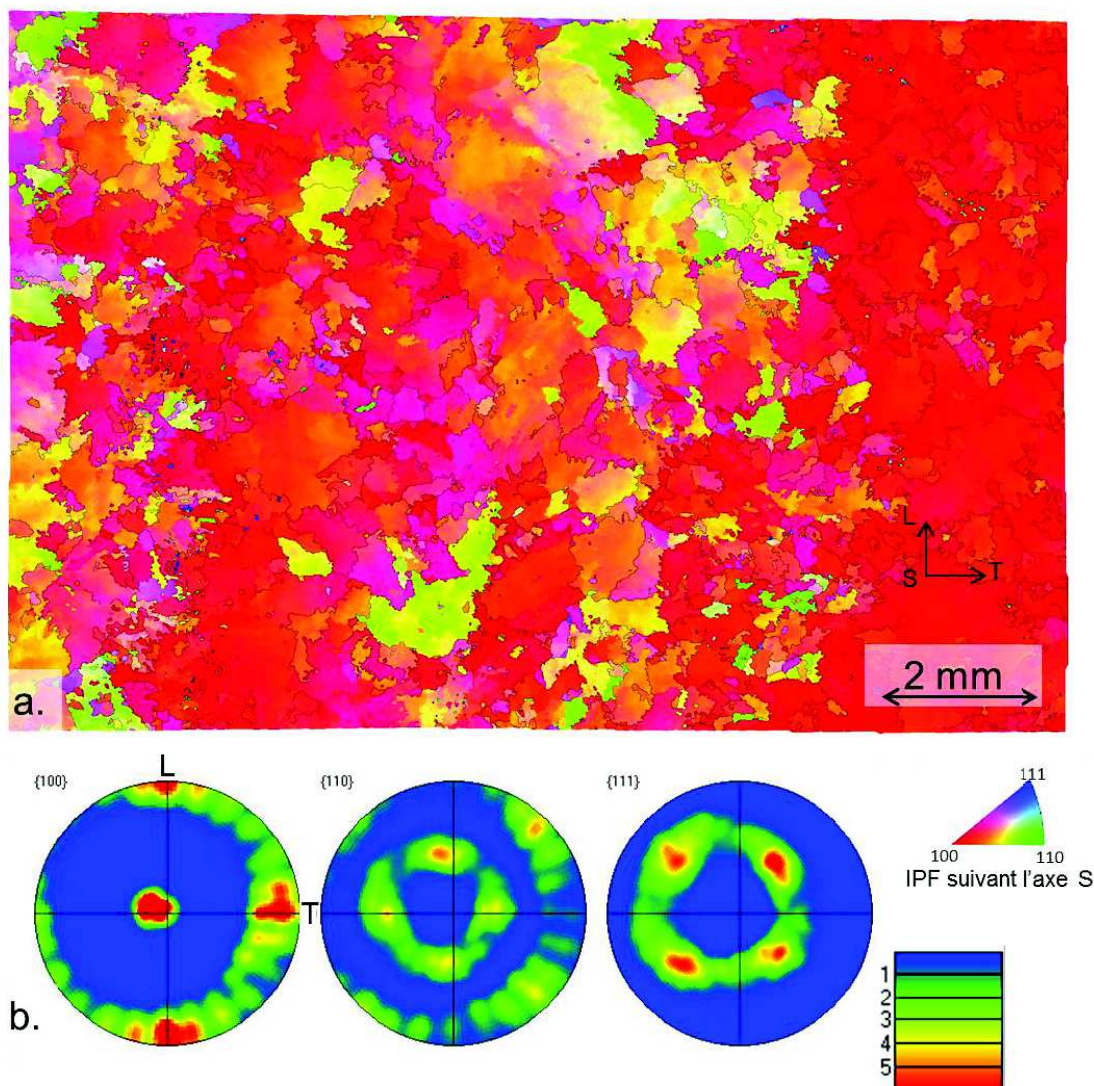 L
S
T
a.
2 mm
{100}
L
{110}
{111}
111
100
110
IPF suivant l'axe S
T
b.
1
2
3
4
5